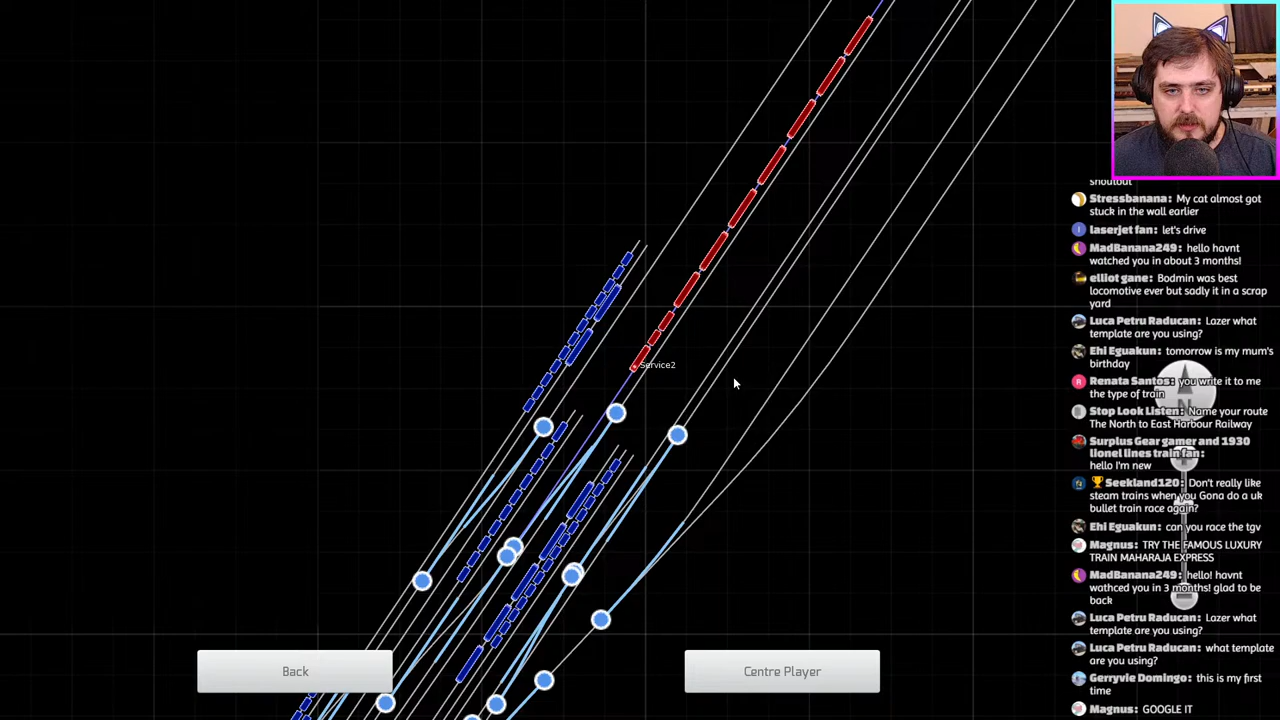 shoutout
Stressbanana: My cat almost got
stuck in the wall earlier
laserjet fan: let's drive
MadBanana249: hello havnt
watched you in about 3 months!
elliot gane: Bodmin was best
locomotive ever but sadly it in a scrap
yard
Luca Petru Raducan: Lazer what
template are you using?
Ehi Eguakun: tomorrow is my mum's
birthday
Renata Santos: you write it to me
the type of train
Stop Look Listen: Name your route
The North to East Harbour Railway
Surplus Gear gamer and 1930
lionel lines train fan:
hello I'm new
Seekland120: Don't really like
steam trains when you Gona do a uk
bullet train race again?
Ehi Eguakun: can you race the tgv
Magnus: TRY THE FAMOUS LUXURY
TRAIN MAHARAJA EXPRESS
MadBanana249: hello! havnt
wathced you in 3 months! glad to be
back
Luca Petru Raducan: Lazer what
template are you using?
Luca Petru Raducan: what template
are you using?
Gerryvie Domingo: this is my first
time
Magnus: GOOGLE IT
Service2
N
Back
Centre Player